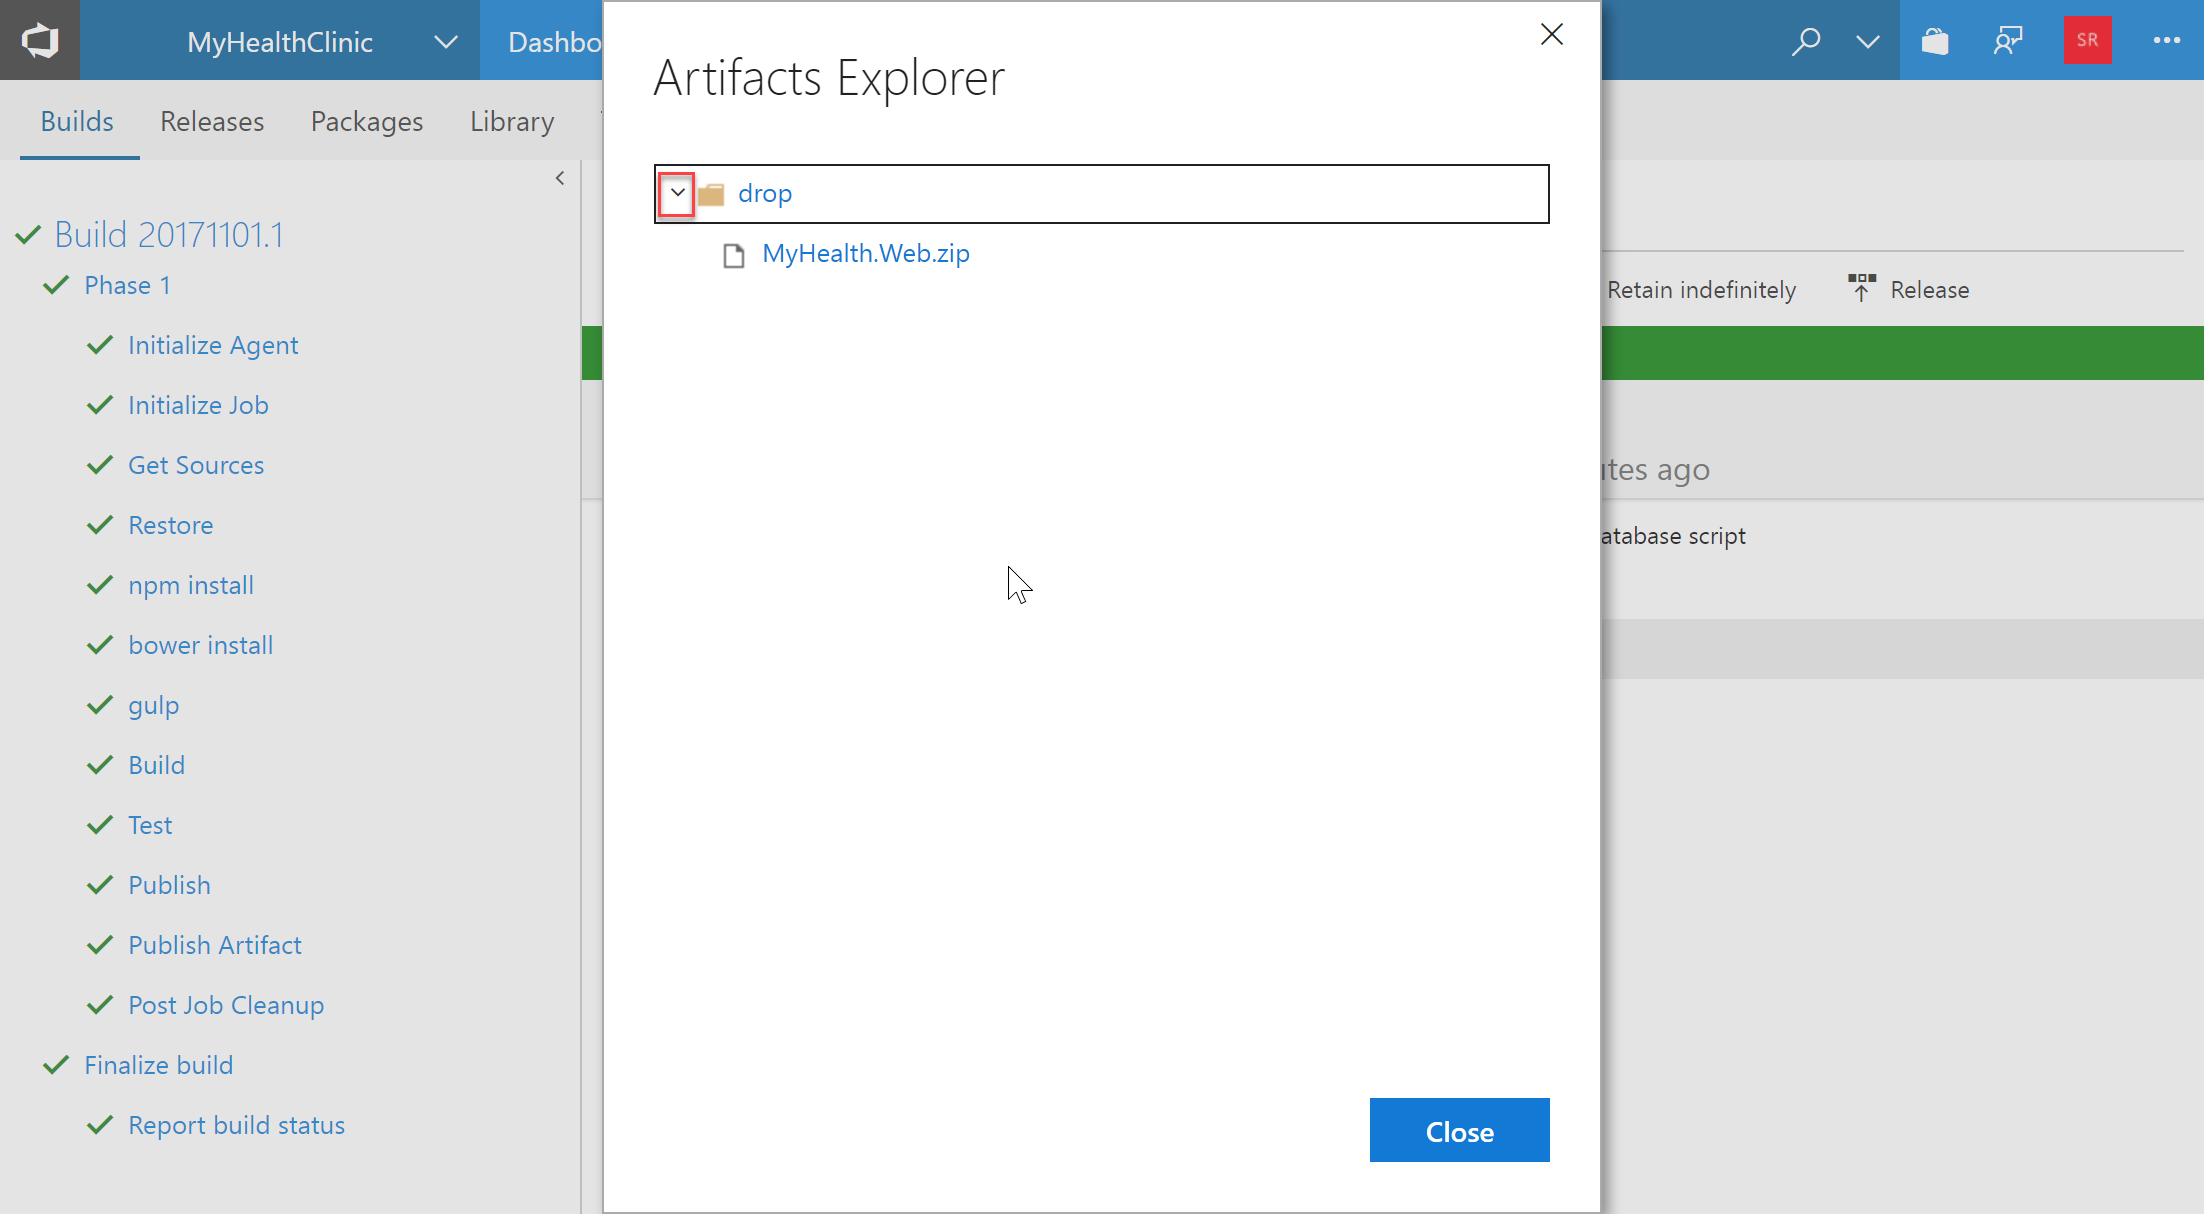 MyHealthClinic
Dashbo
SR
Builds Releases Packages Library
Build 20171101.1
Phase 1
Initialize Agent
Initialize Job
Get Sources
Restore
npm install
bower install
gulp
Build
Test
Publish
Publish Artifact
Post Job Cleanup
Finalize build
Report build status
Artifacts Explorer
drop
MyHealth.Web.zip
Close
Retain indefinitely Release
tes ago
atabase script